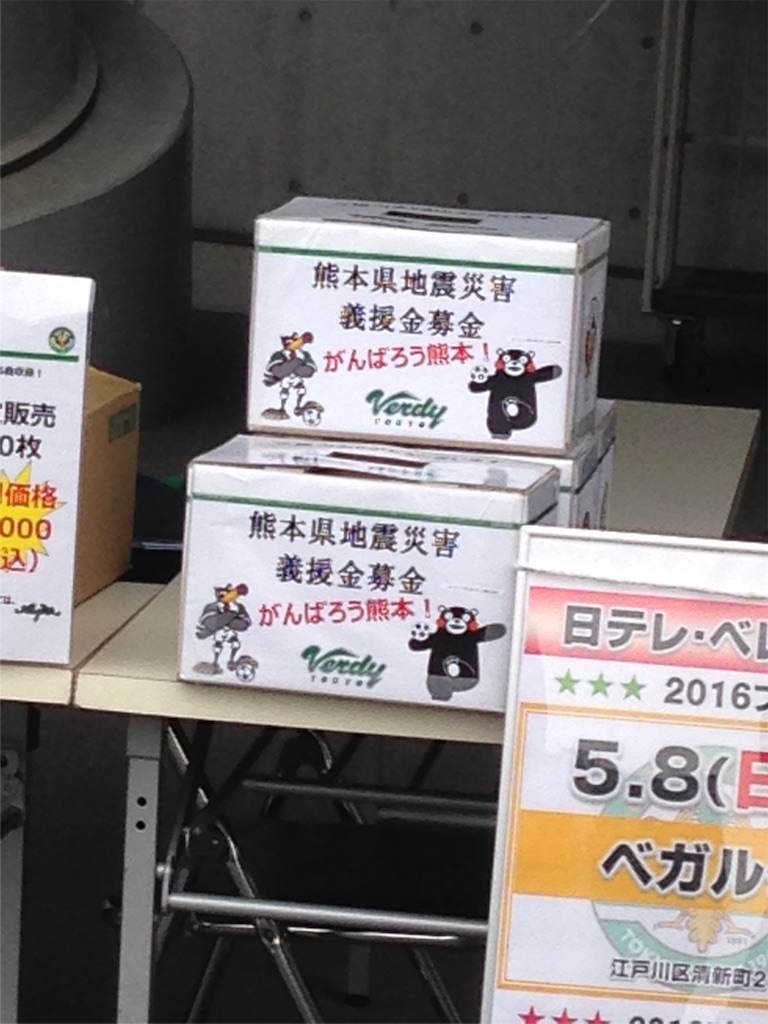 熊本県地震災害
義援金募金
がんばろう熊本！
Verdy
TOKYO
熊本県地震災害
義援金募金
がんばろう熊本！
Verdy
TOKYO
販売
0枚
価格
000
込)
日テレ・ベレ
★★★ 2016
5.8(日
ベガル
江戸川区清新町2
★★★